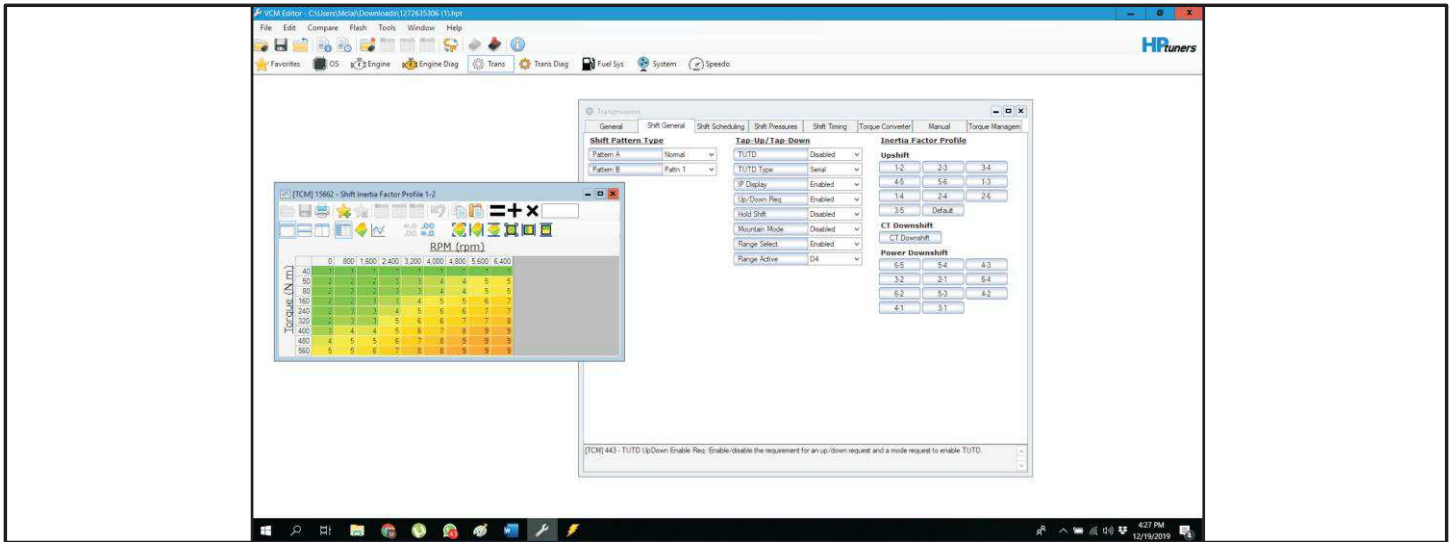 VCM Editor - C:\Users\Mclai\Downloads\1272635306 (1).hpt
File Edit Compare Flash Tools Window Help
HPtuners
Favorites OS Engine Engine Diag Trans Trans Diag Fuel Sys System Speedo
Transmission
General Shift General Shift Scheduling Shift Pressures Shift Timing Torque Converter Manual Torque Managem
Shift Pattern Type Tap-Up/Tap-Down Inertia Factor Profile
Pattern A Normal TUTD Disabled Upshift
Pattern B Pattn 1 TUTD Type Serial 1-2 2-3 3-4
IP Display Enabled 4-5 5-6 1-3
Up/Down Req Enabled 1-4 2-4 2-6
Hold Shift Disabled 3-5 Default
Mountain Mode Disabled CT Downshift
Range Select Enabled CT Downshift
Range Active D4 Power Downshift
6-5 5-4 4-3
3-2 2-1 6-4
6-2 5-3 4-2
4-1 3-1
[TCM] 15662 - Shift Inertia Factor Profile 1-2
RPM (rpm)
0 800 1,600 2,400 3,200 4,000 4,800 5,600 6,400
Torque (N m)
40 1 1 1 1 1 1 1 1 1
50 2 2 2 3 3 4 4 5 5
80 2 2 2 3 3 4 4 5 5
160 2 2 3 3 4 5 5 6 7
240 2 3 3 4 5 6 6 7 7
320 2 3 3 5 6 6 7 7 8
400 3 4 4 5 6 7 8 9 9
480 4 5 5 6 7 8 9 9 9
560 5 5 6 7 8 8 9 9 9
[TCM] 443 - TUTD UpDown Enable Req: Enable/disable the requirement for an up/down request and a mode request to enable TUTD.
4:27 PM
12/19/2019